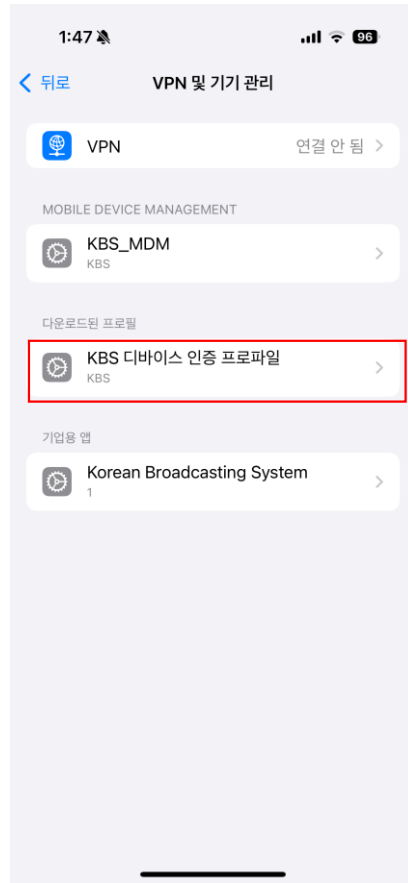 1:47
96
뒤로
VPN 및 기기 관리
VPN
연결 안 됨
MOBILE DEVICE MANAGEMENT
KBS_MDM
KBS
다운로드된 프로필
KBS 디바이스 인증 프로파일
KBS
기업용 앱
Korean Broadcasting System
1